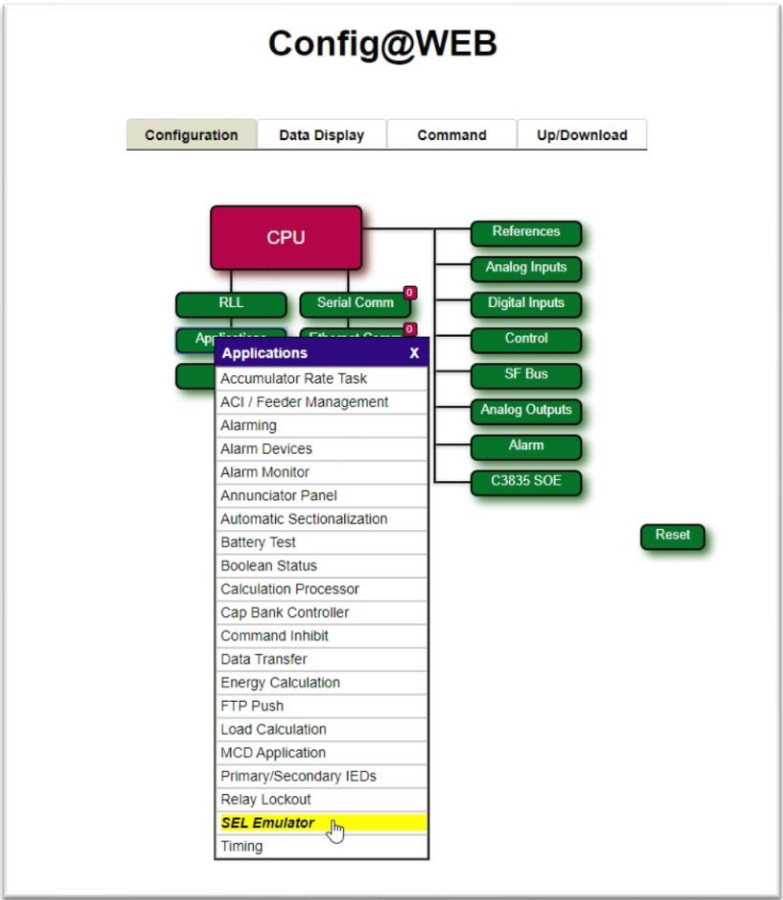 Config@WEB
Configuration Data Display Command Up/Download
CPU
References
Analog Inputs
RLL Serial Comm 0 Digital Inputs
Applications Ethernet Comm 0 Control
Applications X
Accumulator Rate Task
ACI / Feeder Management
Alarming
Alarm Devices
Alarm Monitor
Annunciator Panel
Automatic Sectionalization
Battery Test
Boolean Status
Calculation Processor
Cap Bank Controller
Command Inhibit
Data Transfer
Energy Calculation
FTP Push
Load Calculation
MCD Application
Primary/Secondary IEDs
Relay Lockout
SEL Emulator
Timing
SF Bus
Analog Outputs
Alarm
C3835 SOE
Reset